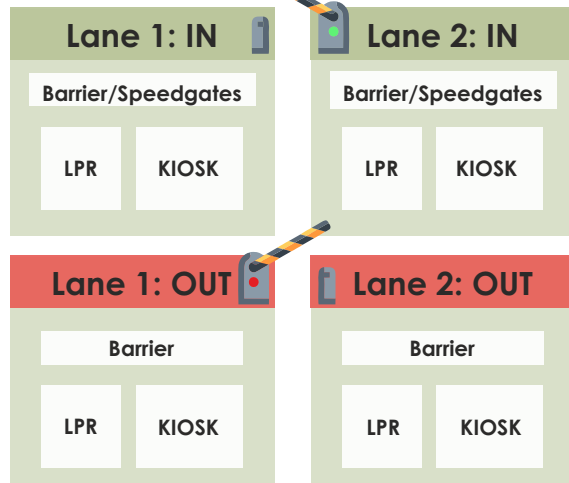 Lane 1: IN
Barrier/Speedgates
LPR
KIOSK
Lane 2: IN
Barrier/Speedgates
LPR
KIOSK
Lane 1: OUT
Barrier
LPR
KIOSK
Lane 2: OUT
Barrier
LPR
KIOSK